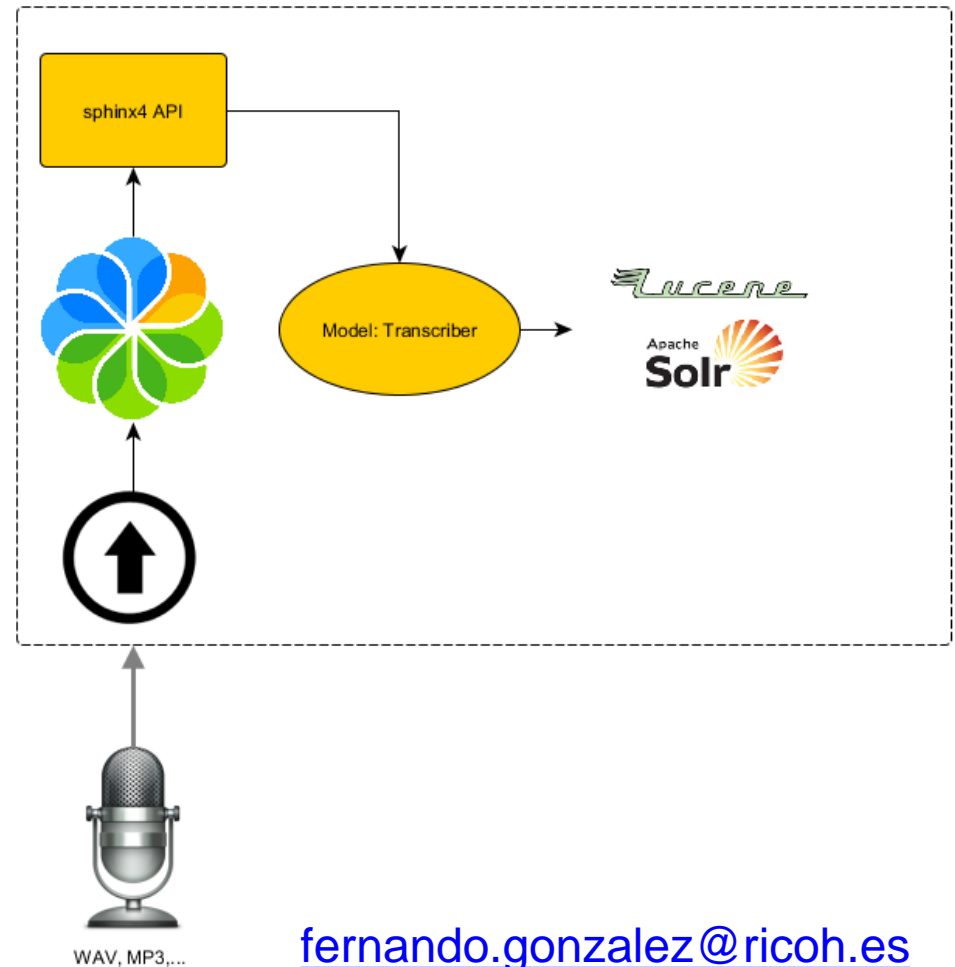 sphinx4 API
Model: Transcriber
Lucene
Apache
Solr
WAV, MP3,...
fernando.gonzalez@ricoh.es